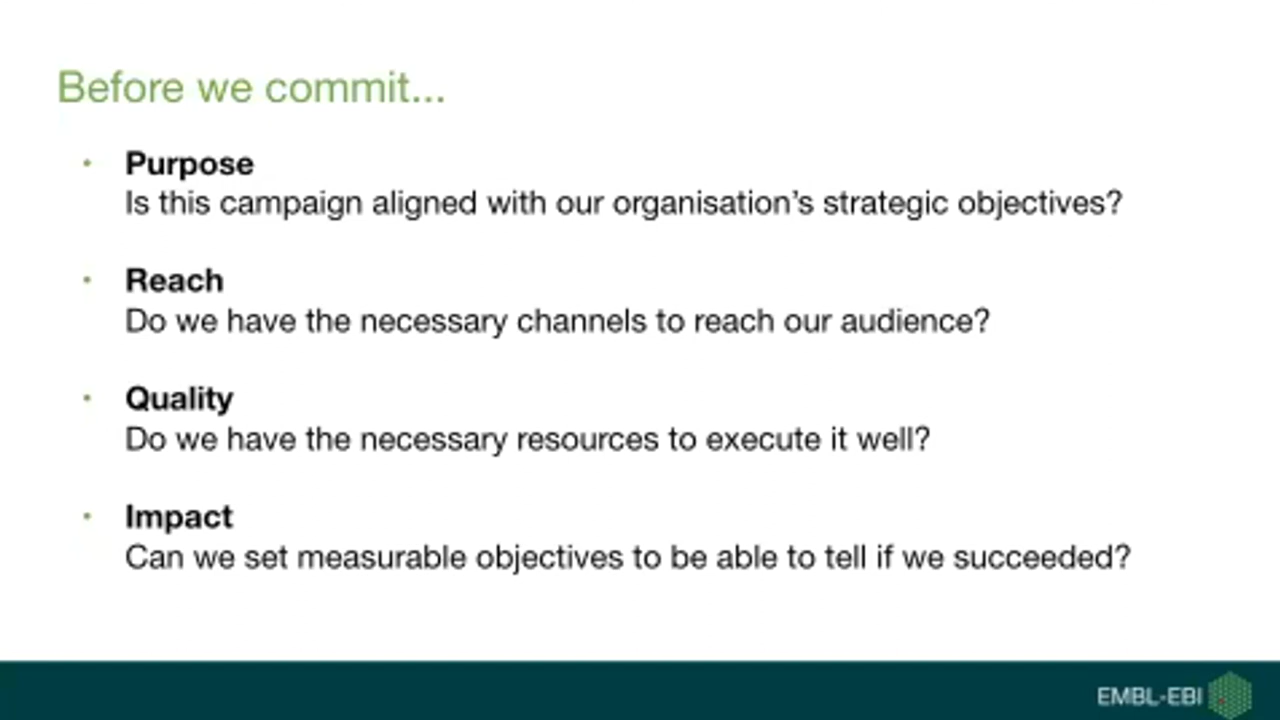 Before we commit...
• Purpose
Is this campaign aligned with our organisation’s strategic objectives?
• Reach
Do we have the necessary channels to reach our audience?
• Quality
Do we have the necessary resources to execute it well?
• Impact
Can we set measurable objectives to be able to tell if we succeeded?
EMBL-EBI